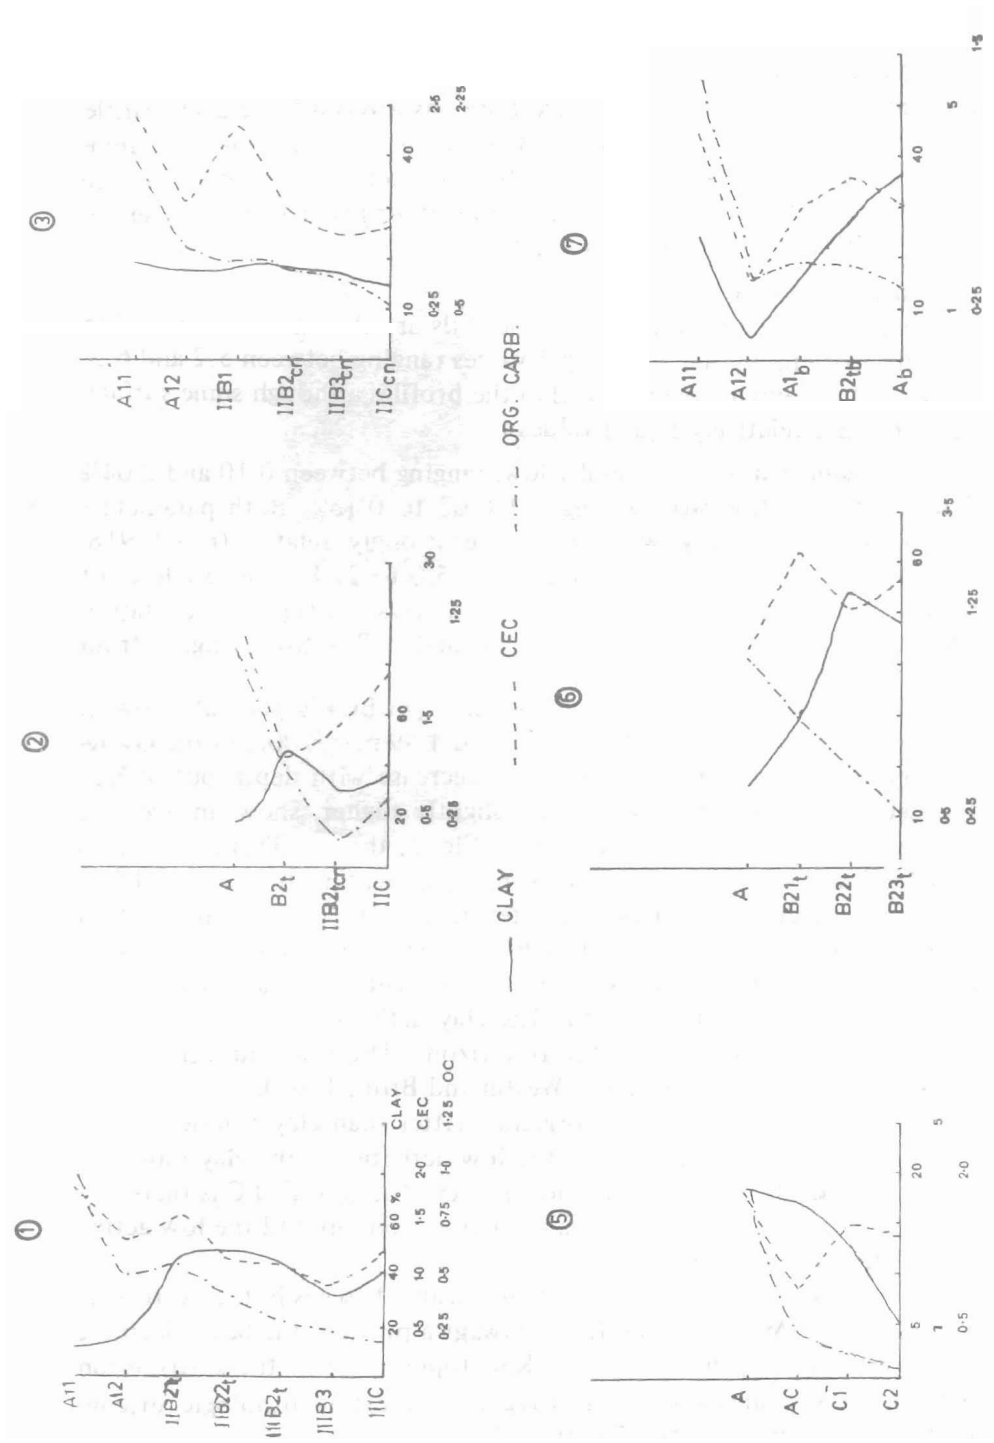 ①
A11
A12
IIB21t
IIB22t
IIIB2t
IIIB3
IIIC
20 40 60 % CLAY
0·5 1·0 1·5 2·0 CEC
0·25 0·5 0·75 1·0 1·25 OC
②
A
B2t
IIB2tcn
IIC
20 60
0·5 1·5 3·0
0·25 1·25
③
A11
A12
IIB1
IIB2cn
IIB3cn
IICcn
10 40
0·25 2·5
0·5 2·25
CLAY CEC ORG. CARB.
⑤
A
AC
C1
C2
5 20
1 5
0·5 2·0
⑥
A
B21t
B22t
B23t
10 60
0·5 3·5
0·25 1·25
⑦
A11
A12
A1b
B2tb
Ab
10 40
1 5
0·25 1·5